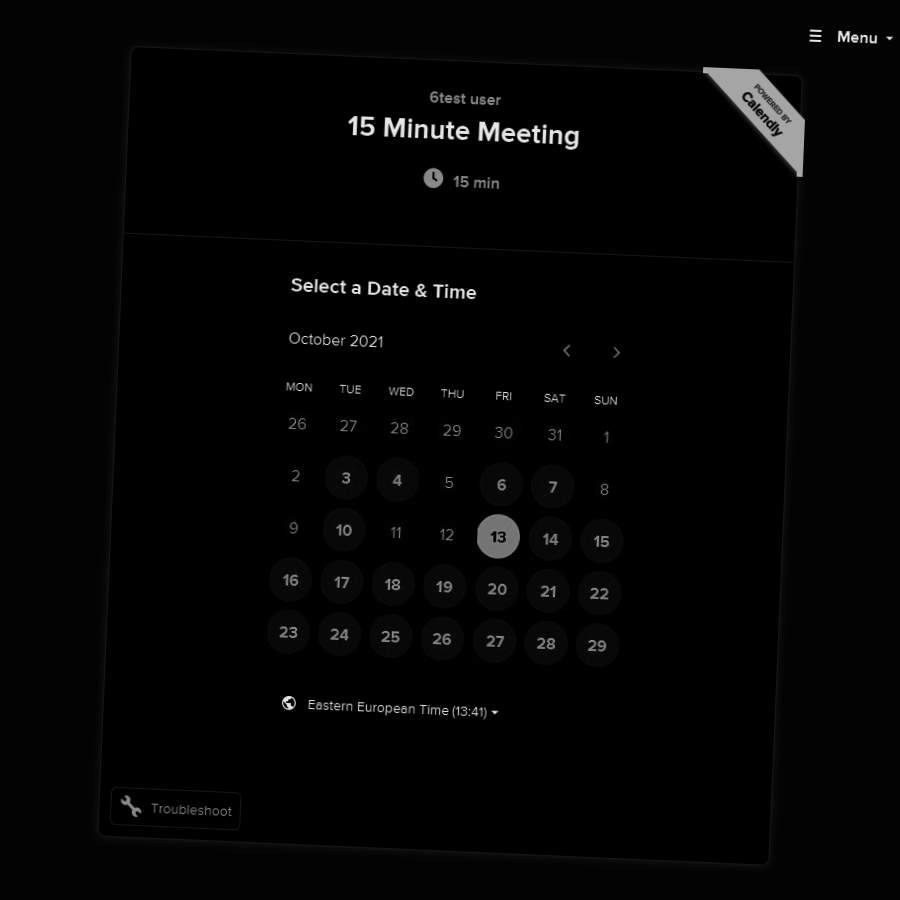 Menu
POWERED BY
Calendly
6test user
15 Minute Meeting
15 min
Select a Date & Time
October 2021
MON TUE WED THU FRI SAT SUN
26 27 28 29 30 31 1
2 3 4 5 6 7 8
9 10 11 12 13 14 15
16 17 18 19 20 21 22
23 24 25 26 27 28 29
Eastern European Time (13:41)
Troubleshoot